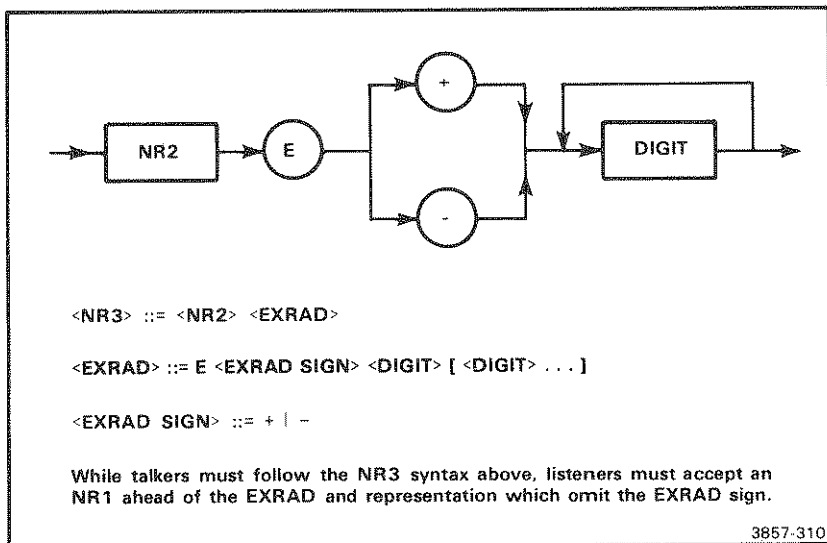 +
NR2
E
DIGIT
-
<NR3> ::= <NR2> <EXRAD>
<EXRAD> ::= E <EXRAD SIGN> <DIGIT> [ <DIGIT> . . . ]
<EXRAD SIGN> ::= + | -
While talkers must follow the NR3 syntax above, listeners must accept an
NR1 ahead of the EXRAD and representation which omit the EXRAD sign.
3857-310